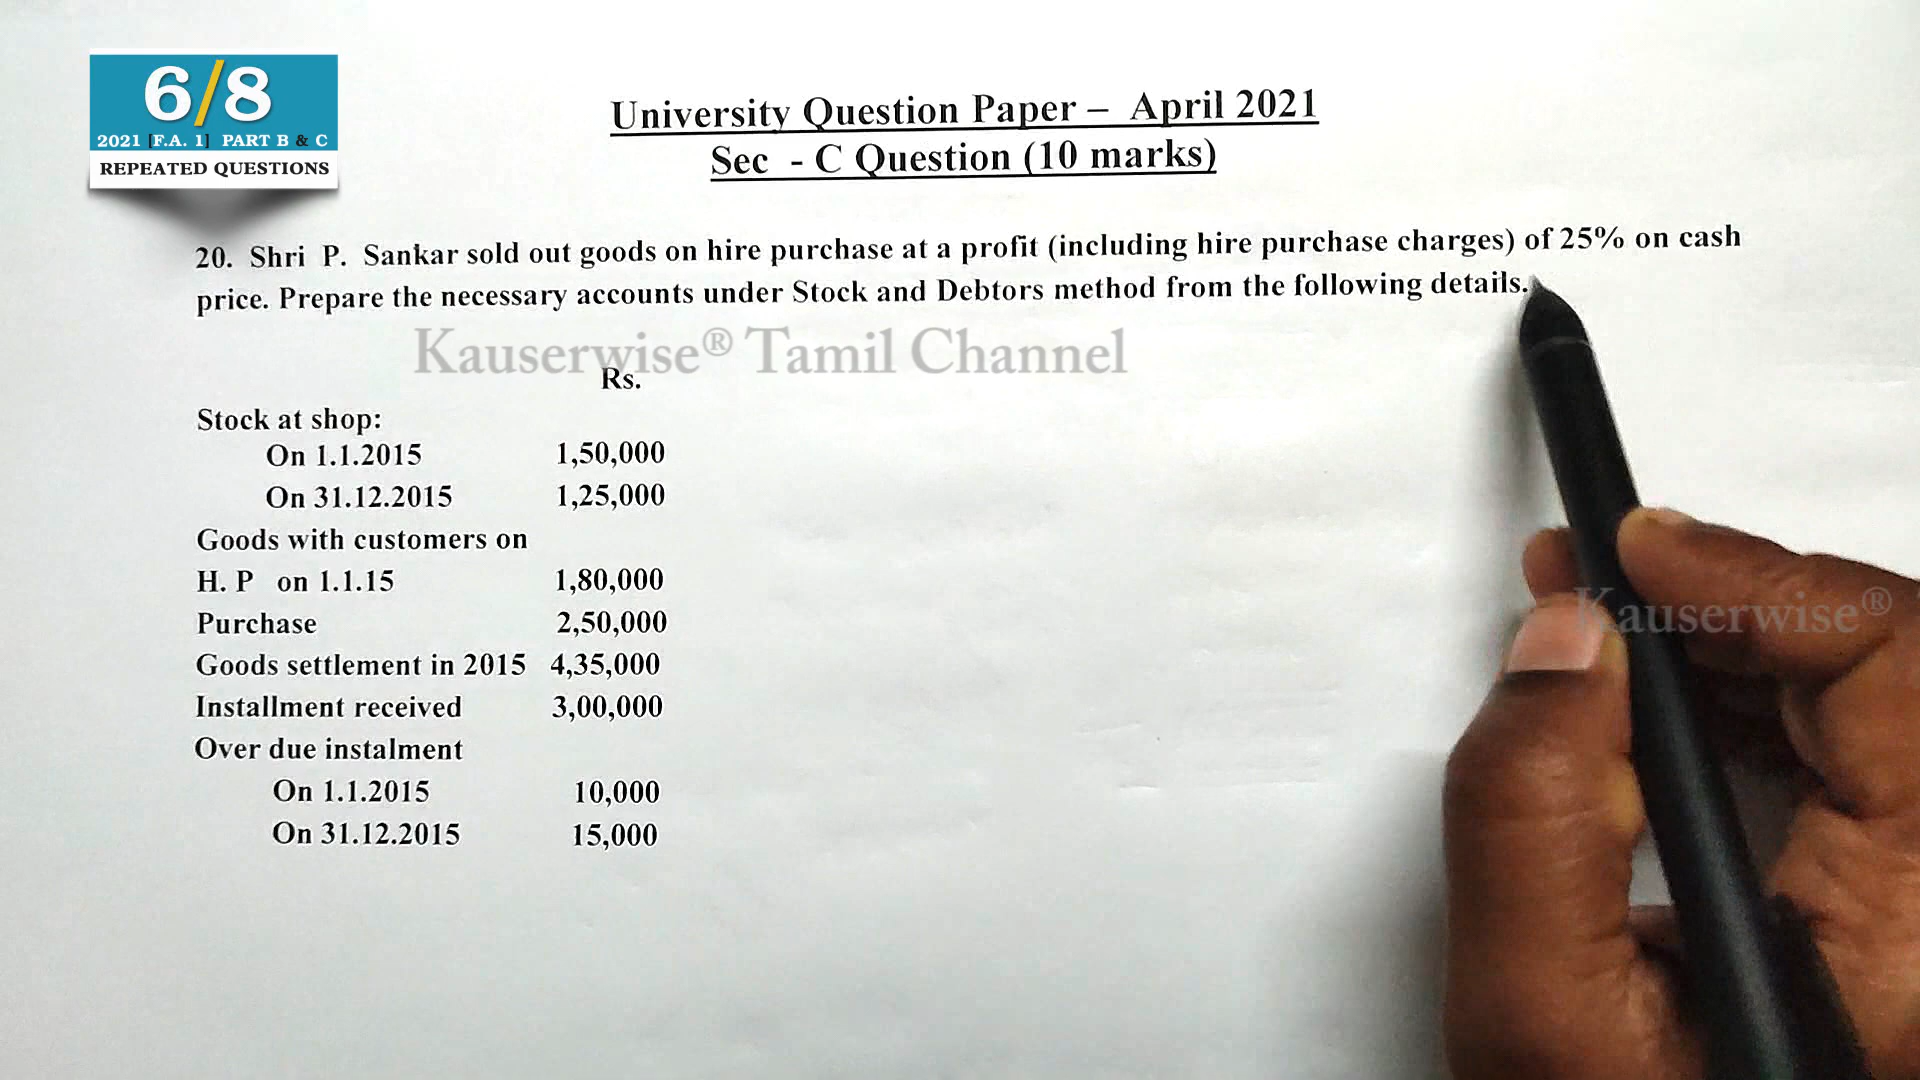 6/8
2021 [F.A. 1] PART B & C
REPEATED QUESTIONS
University Question Paper – April 2021
Sec - C Question (10 marks)
20. Shri P. Sankar sold out goods on hire purchase at a profit (including hire purchase charges) of 25% on cash
price. Prepare the necessary accounts under Stock and Debtors method from the following details.
Kauserwise® Tamil Channel
Rs.
Stock at shop:
On 1.1.2015 1,50,000
On 31.12.2015 1,25,000
Goods with customers on
H. P on 1.1.15 1,80,000
Kauserwise®
Purchase 2,50,000
Goods settlement in 2015 4,35,000
Installment received 3,00,000
Over due instalment
On 1.1.2015 10,000
On 31.12.2015 15,000